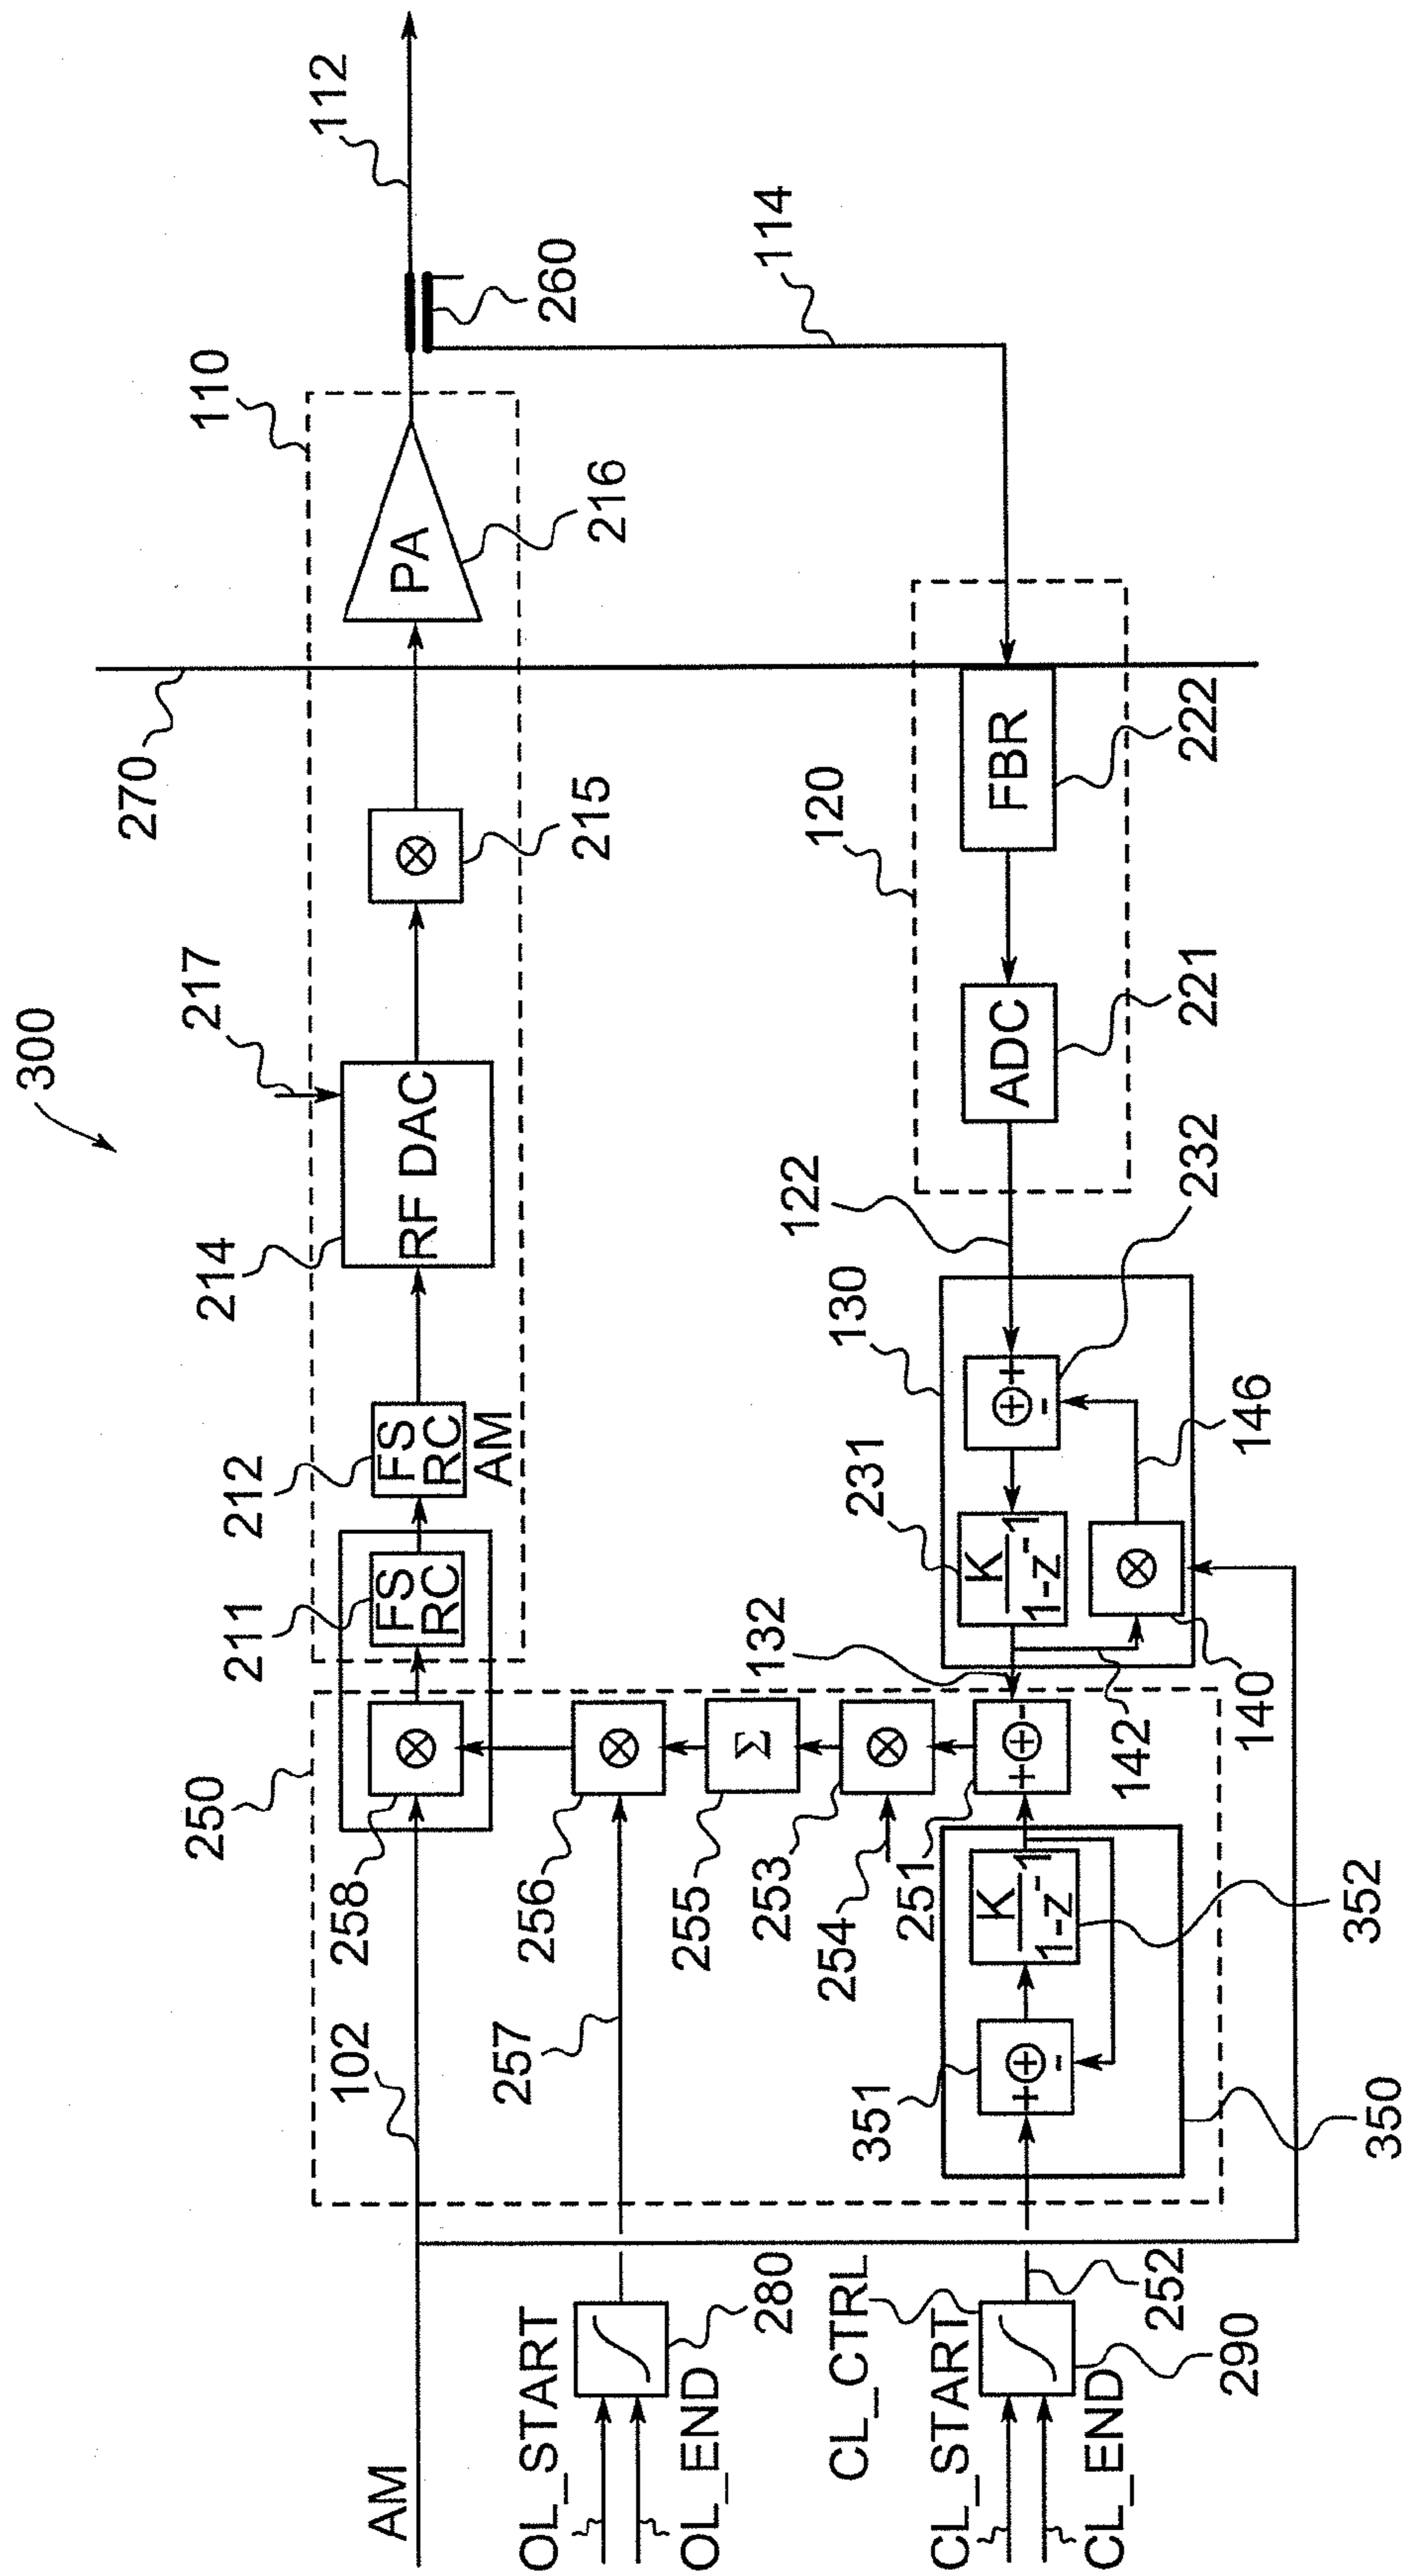 300
110
112
270
217
214
212
211
250
258
102
AM
FS
RC
FS
RC
AM
RF DAC
215
PA
216
260
114
OL_START
OL_END
280
257
256
255
Σ
253
254
251
CL_CTRL
CL_START
CL_END
290
252
351
K
1-z⁻¹
352
350
+
+
-
+
-
132
142
140
130
231
K
1-z⁻¹
+
-
146
232
122
120
ADC
221
FBR
222